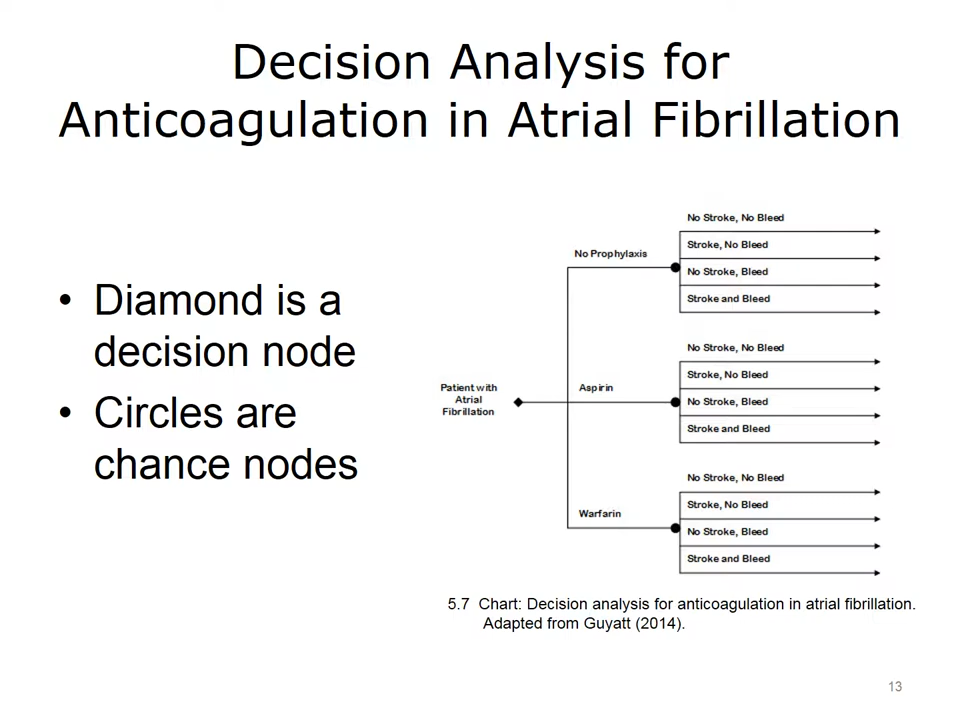 Decision Analysis for
Anticoagulation in Atrial Fibrillation
• Diamond is a
decision node
• Circles are
chance nodes
Patient with
Atrial
Fibrillation
No Prophylaxis
No Stroke, No Bleed
Stroke, No Bleed
No Stroke, Bleed
Stroke and Bleed
Aspirin
No Stroke, No Bleed
Stroke, No Bleed
No Stroke, Bleed
Stroke and Bleed
Warfarin
No Stroke, No Bleed
Stroke, No Bleed
No Stroke, Bleed
Stroke and Bleed
5.7 Chart: Decision analysis for anticoagulation in atrial fibrillation.
Adapted from Guyatt (2014).
13